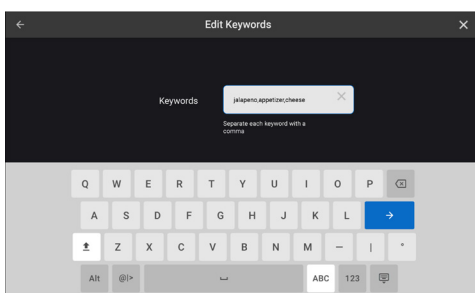 Edit Keywords
Keywords
jalapeno,appetizer,cheese
Separate each keyword with a
comma
Q W E R T Y U I O P
A S D F G H J K L
Z X C V B N M – | °
Alt @|> ABC 123